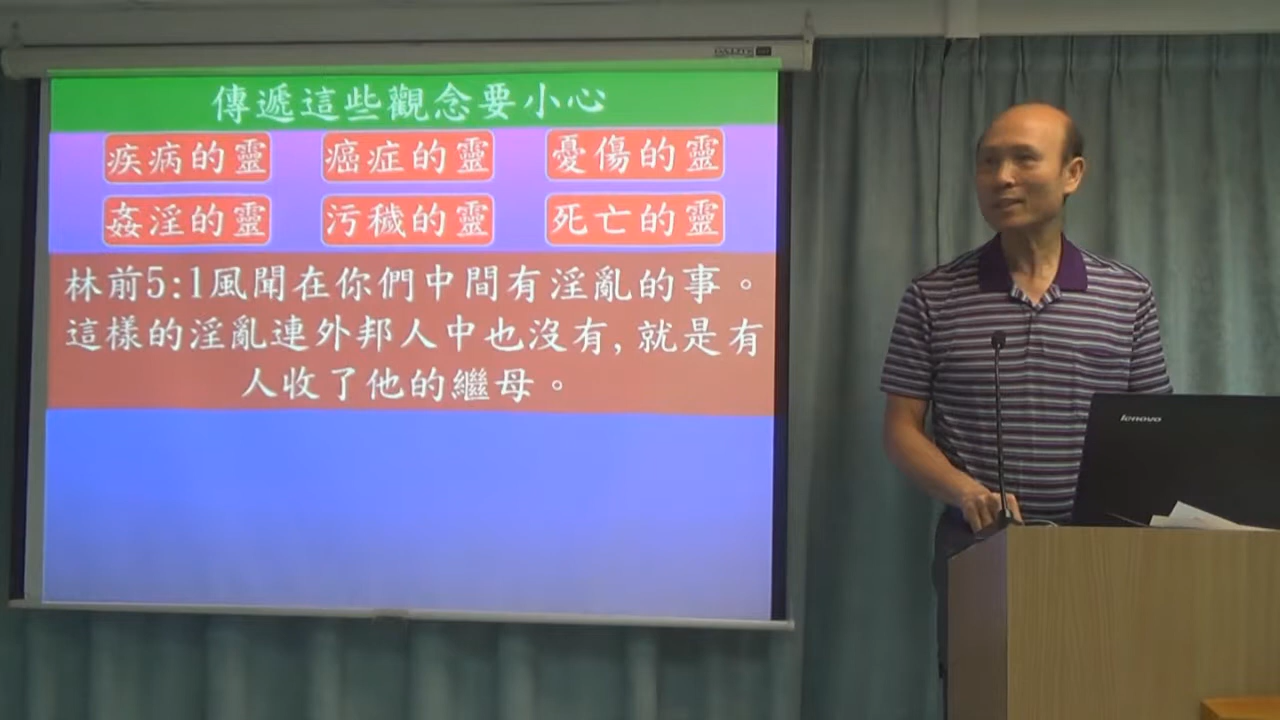 傳遞這些觀念要小心
疾病的靈 癌症的靈 憂傷的靈
姦淫的靈 污穢的靈 死亡的靈
林前5:1風聞在你們中間有淫亂的事。
這樣的淫亂連外邦人中也沒有,就是有
人收了他的繼母。
lenovo